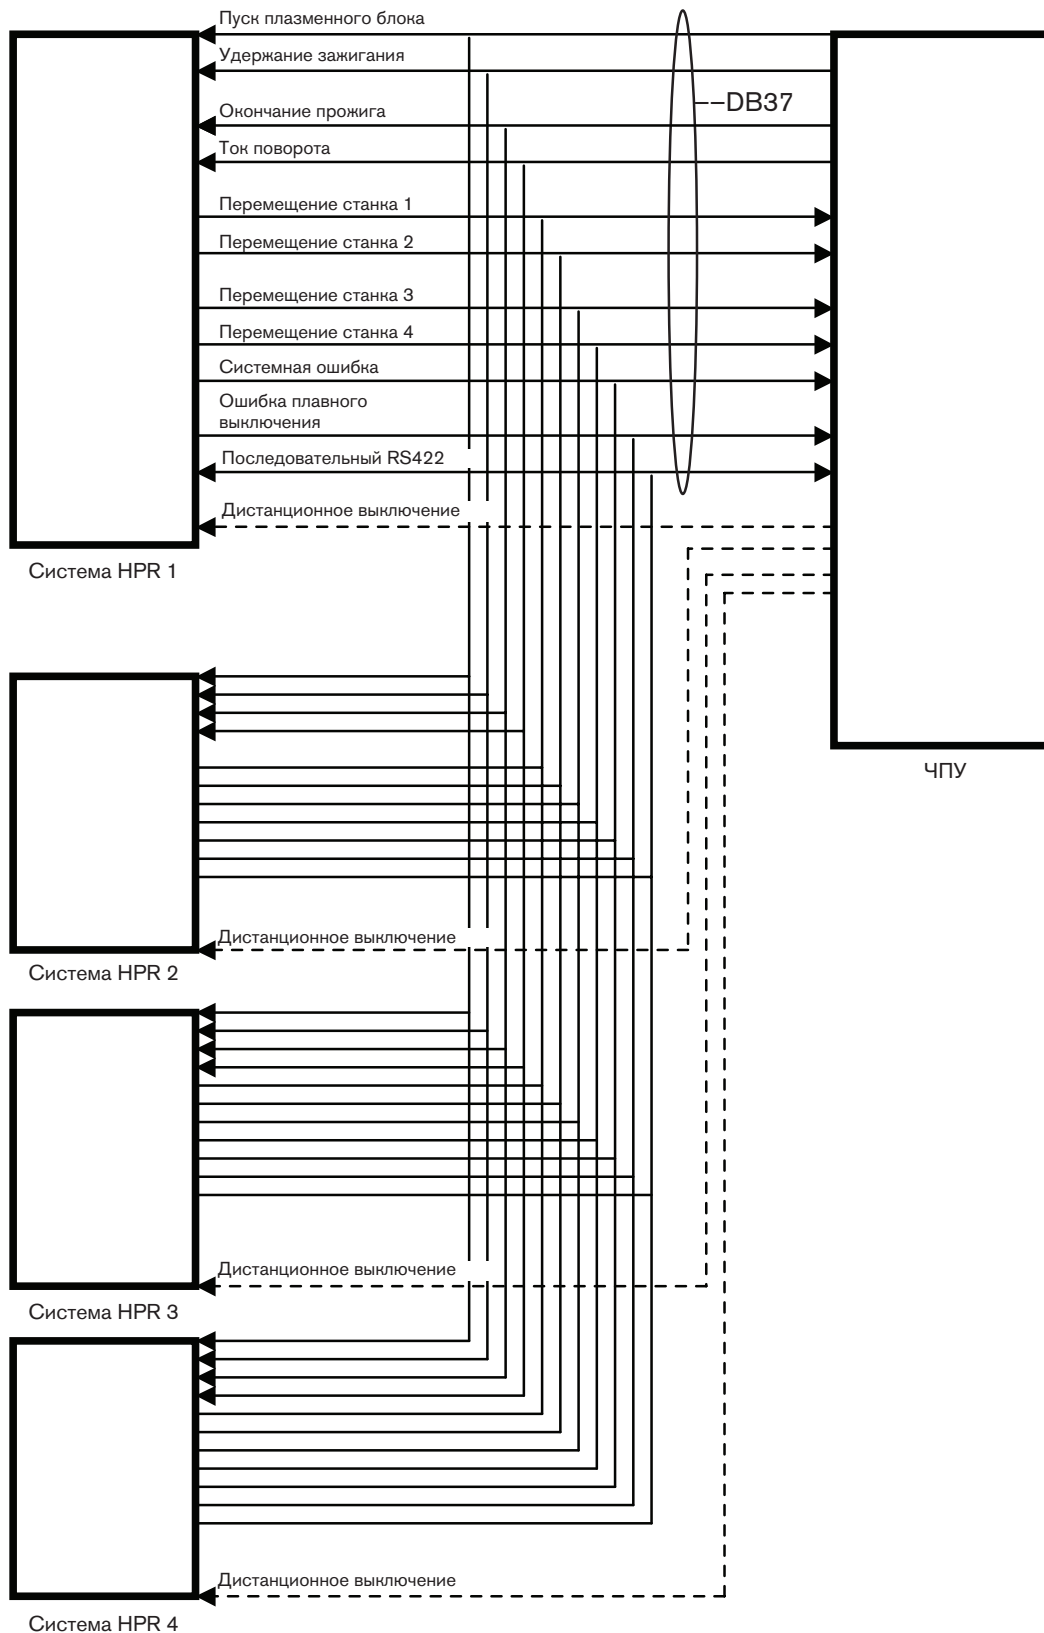 Пуск плазменного блока
Удержание зажигания
--DB37
Окончание прожига
Ток поворота
Перемещение станка 1
Перемещение станка 2
Перемещение станка 3
Перемещение станка 4
Системная ошибка
Ошибка плавного
выключения
Последовательный RS422
Дистанционное выключение
Система HPR 1
ЧПУ
Дистанционное выключение
Система HPR 2
Дистанционное выключение
Система HPR 3
Дистанционное выключение
Система HPR 4